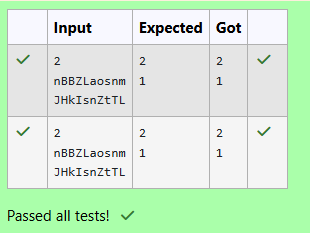 Input Expected Got
2 2 2
nBBZLaosnm 1 1
JHkIsnZtTL
2 2 2
nBBZLaosnm 1 1
JHkIsnZtTL
Passed all tests!